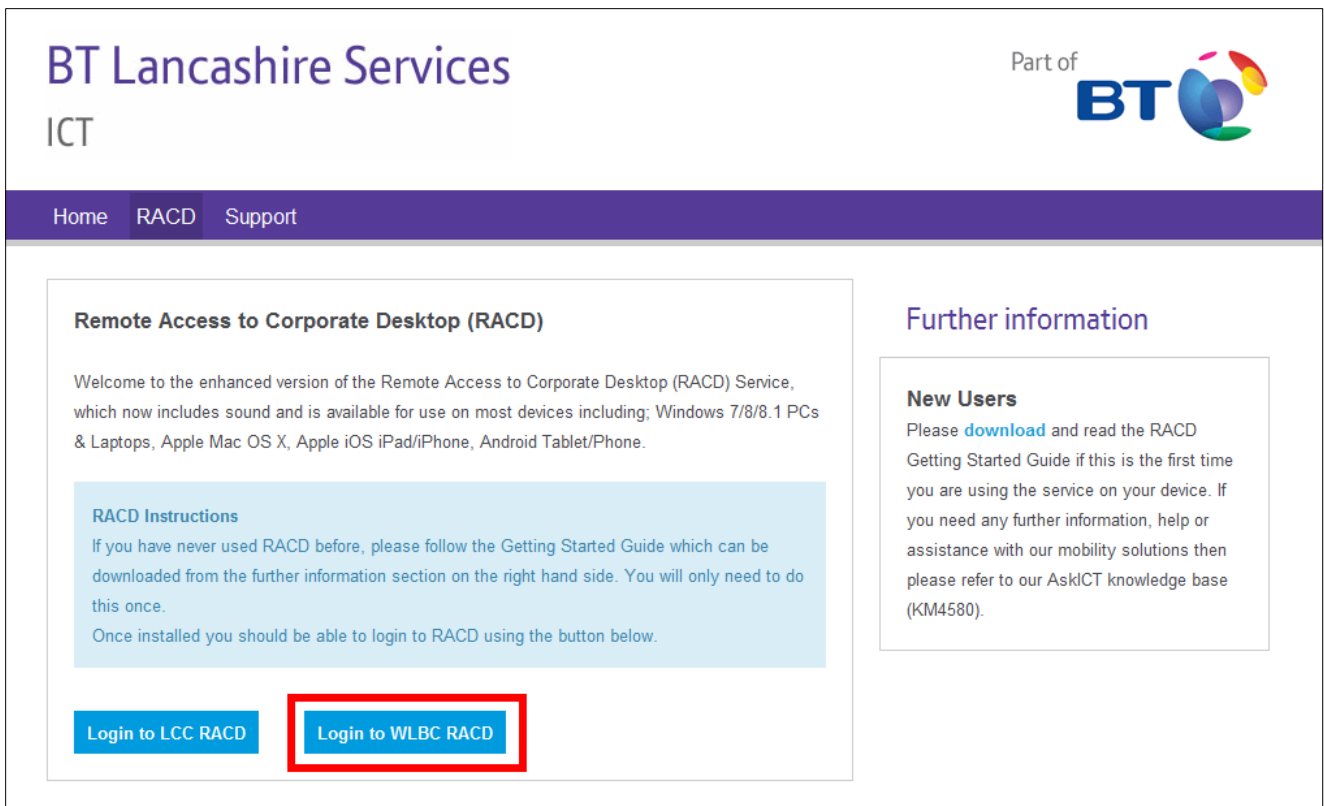 BT Lancashire Services
ICT
Part of
BT
Home RACD Support
Remote Access to Corporate Desktop (RACD)
Welcome to the enhanced version of the Remote Access to Corporate Desktop (RACD) Service,
which now includes sound and is available for use on most devices including; Windows 7/8/8.1 PCs
& Laptops, Apple Mac OS X, Apple iOS iPad/iPhone, Android Tablet/Phone.
RACD Instructions
If you have never used RACD before, please follow the Getting Started Guide which can be
downloaded from the further information section on the right hand side. You will only need to do
this once.
Once installed you should be able to login to RACD using the button below.
Login to LCC RACD
Login to WLBC RACD
Further information
New Users
Please download and read the RACD
Getting Started Guide if this is the first time
you are using the service on your device. If
you need any further information, help or
assistance with our mobility solutions then
please refer to our AskICT knowledge base
(KM4580).